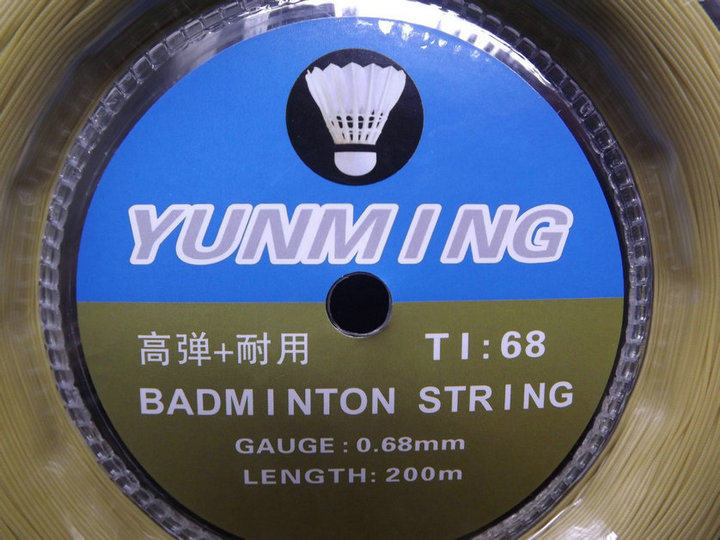 YUNMING
高弹+耐用 TI:68
BADMINTON STRING
GAUGE:0.68mm
LENGTH:200m